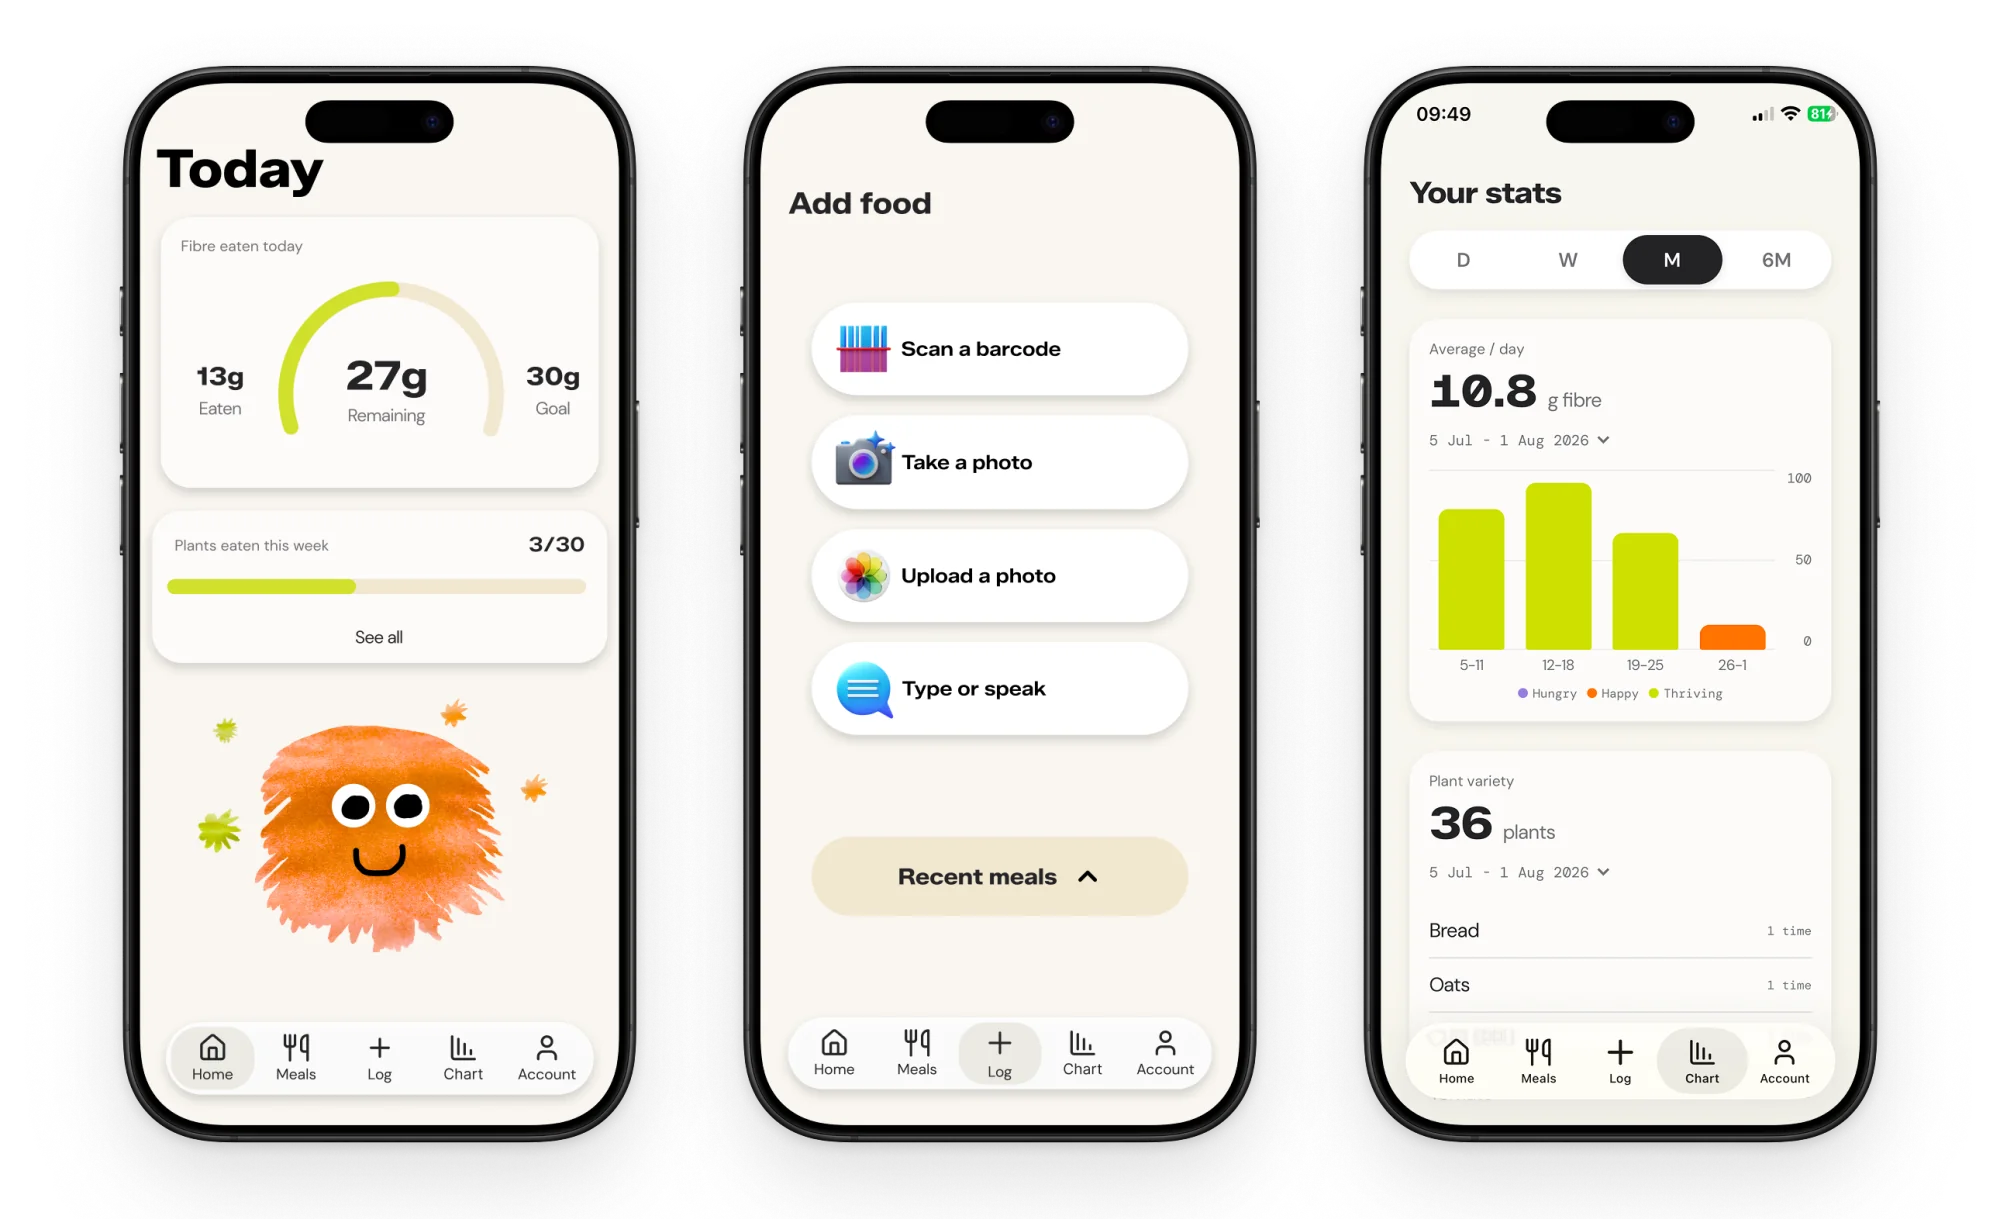 Today
Fibre eaten today
13g
Eaten
27g
Remaining
30g
Goal
Plants eaten this week
3/30
See all
Home
Meals
Log
Chart
Account
Add food
Scan a barcode
Take a photo
Upload a photo
Type or speak
Recent meals
Home
Meals
Log
Chart
Account
09:49
81
Your stats
D
W
M
6M
Average / day
10.8 g fibre
5 Jul - 1 Aug 2026
100
50
0
5-11
12-18
19-25
26-1
Hungry
Happy
Thriving
Plant variety
36 plants
5 Jul - 1 Aug 2026
Bread
1 time
Oats
1 time
Home
Meals
Log
Chart
Account